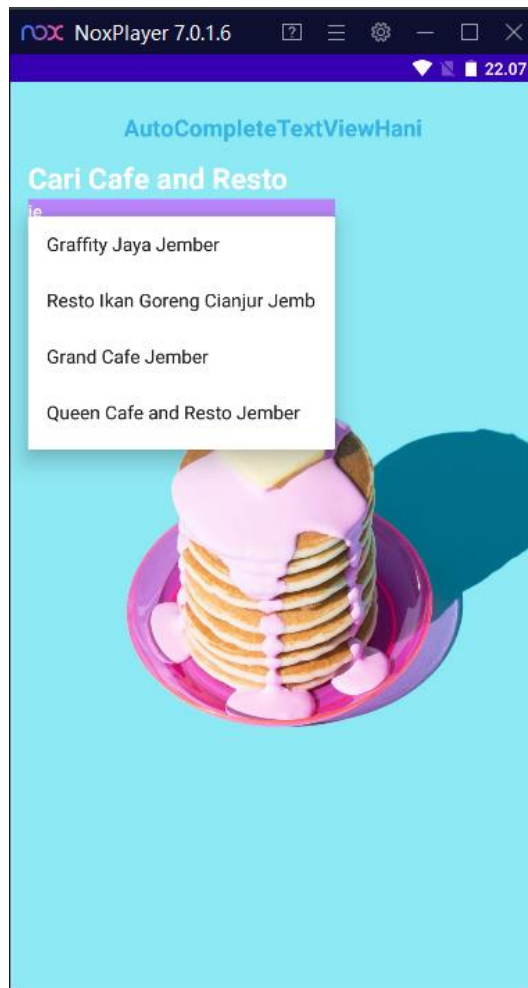 nox NoxPlayer 7.0.1.6
22.07
AutoCompleteTextViewHani
Cari Cafe and Resto
je
Graffity Jaya Jember
Resto Ikan Goreng Cianjur Jemb
Grand Cafe Jember
Queen Cafe and Resto Jember